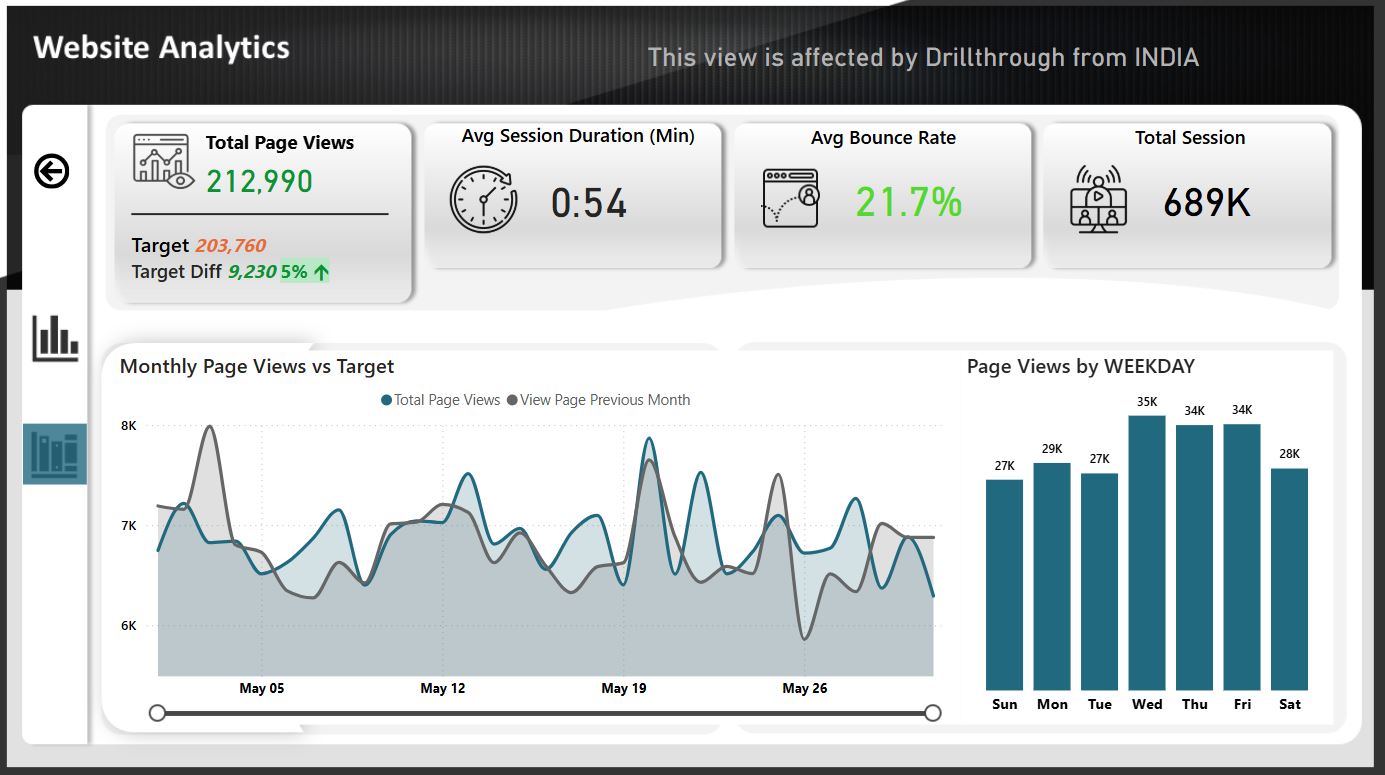 Website Analytics
This view is affected by Drillthrough from INDIA
Total Page Views
212,990
Target 203,760
Target Diff 9,230 5% ↑
Avg Session Duration (Min)
0:54
Avg Bounce Rate
21.7%
Total Session
689K
Monthly Page Views vs Target
Total Page Views View Page Previous Month
8K
7K
6K
May 05 May 12 May 19 May 26
Page Views by WEEKDAY
27K 29K 27K 35K 34K 34K 28K
Sun Mon Tue Wed Thu Fri Sat